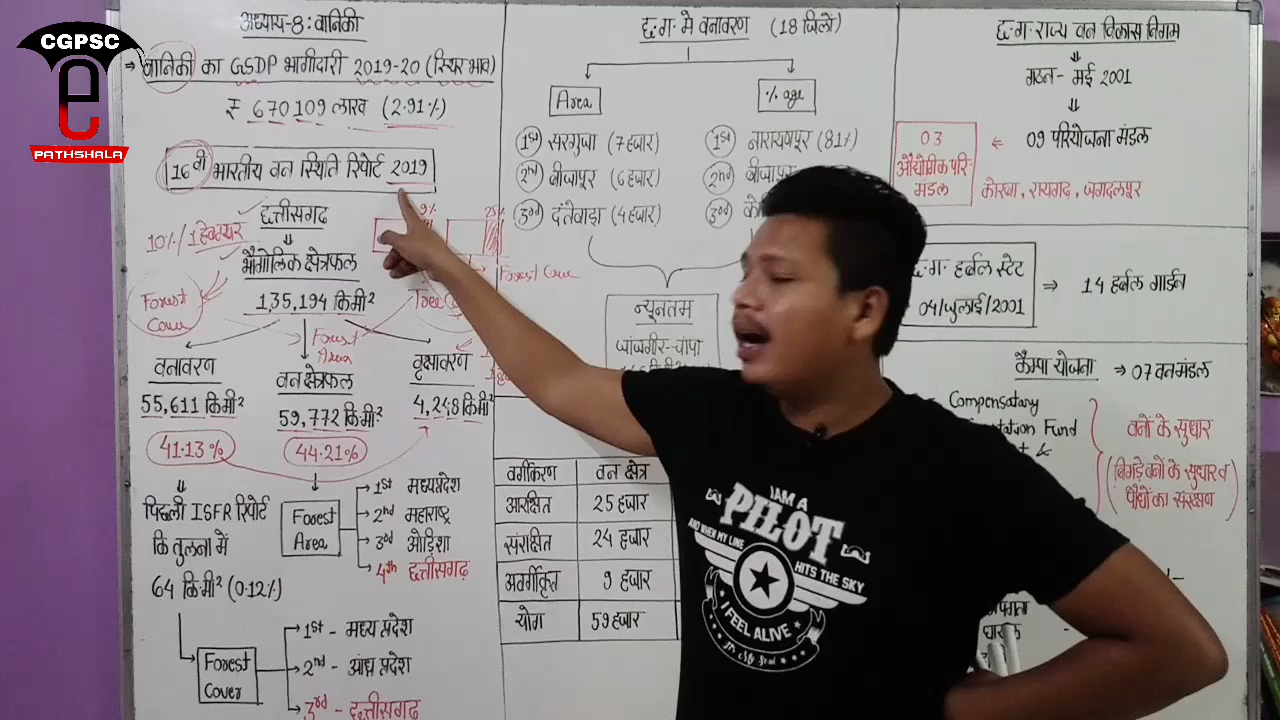 CGPSC
e
PATHSHALA
अध्याय-8: वानिकी
→ वानिकी का GSDP भागीदारी 2019-20 (स्थिर भाव)
₹ 670109 लाख (2.91%)
16 वी भारतीय वन स्थिति रिपोर्ट 2019
छत्तीसगढ़
10% / 1 हेक्टेयर
भौगोलिक क्षेत्रफल
1,35,194 कि.मी²
Forest Cover
Forest Area
वनावरण
55,611 कि.मी²
41.13%
वन क्षेत्रफल
59,772 कि.मी²
44.21%
वृक्षावरण
4,248 कि.मी²
9%
25%
Forest Cover
पिछली ISFR रिपोर्ट
कि तुलना में
64 कि.मी² (0.12%)
Forest Area
1st मध्यप्रदेश
2nd महाराष्ट्र
3rd ओड़िशा
4th छत्तीसगढ़
Forest Cover
1st - मध्य प्रदेश
2nd - आंध्र प्रदेश
3rd - छत्तीसगढ़
छ.ग. मे वनावरण (18 जिले)
Area
1st सरगुजा (7 हजार)
2nd बीजापुर (6 हजार)
3rd दंतेवाड़ा (4 हजार)
% age
1st नारायणपुर (81%)
2nd बीजापुर
3rd
न्यूनतम
जांजगीर-चांपा
वर्गीकरण वन क्षेत्र
आरक्षित 25 हजार
संरक्षित 24 हजार
अवर्गीकृत 9 हजार
योग 59 हजार
छ.ग. राज्य वन विकास निगम
गठन - मई 2001
09 परियोजना मंडल
03
औद्योगिक परि-
मंडल
कोरबा, रायगढ़, जगदलपुर
छ.ग. हर्बल स्टेट
04/जुलाई/2001
⇒ 14 हर्बल गार्डन
कैम्पा योजना ⇒ 07 वनमंडल
Compensatary
Fund
&
वनों के सुधार
(बिगड़े वनों के सुधार व
पौधों का संरक्षण)
I AM A
PILOT
AND WHEN MY LINE
HITS THE SKY
I FEEL ALIVE